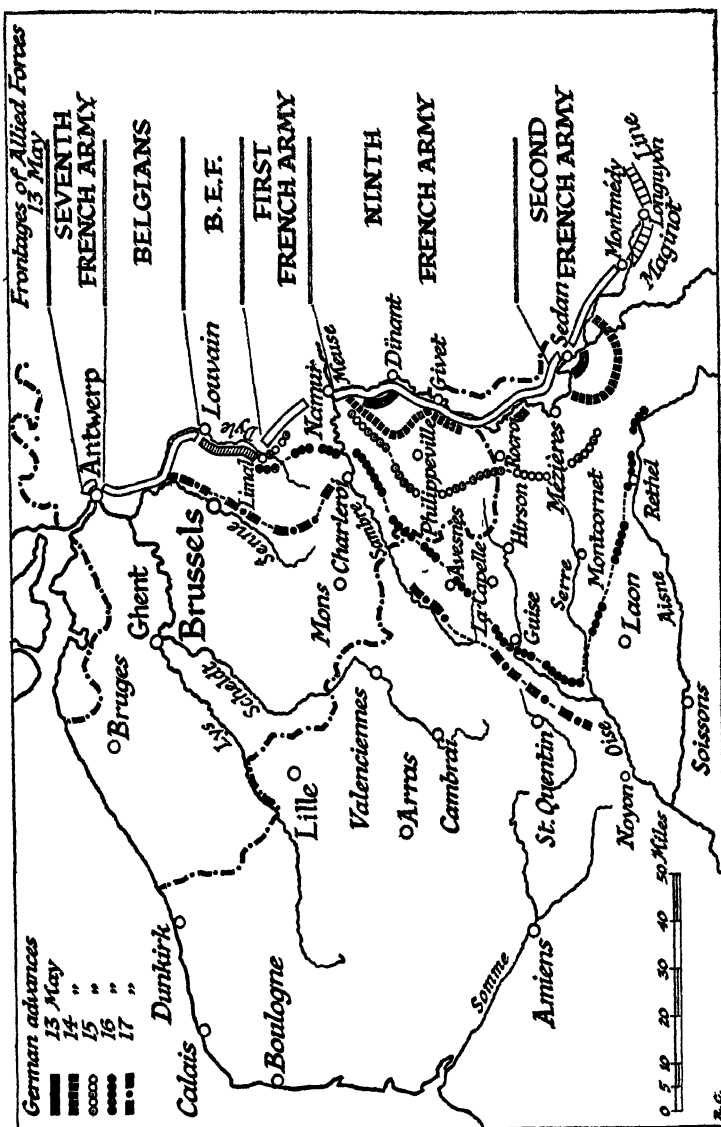 Frontages of Allied Forces
13 May
SEVENTH
FRENCH ARMY
BELGIANS
B.E.F.
FIRST
FRENCH ARMY
NINTH
FRENCH ARMY
SECOND
FRENCH ARMY
German advances
13 May
14 "
15 "
16 "
17 "
Antwerp
Louvain
Dyle
Limal
Namur
Meuse
Dinant
Givet
Sedan
Montmédy
Longuyon
Maginot Line
Ghent
Brussels
Senne
Charleroi
Sambre
Philippeville
Rocroi
Mézières
Bruges
Scheldt
Lys
Mons
Avesnes
La Capelle
Hirson
Serre
Montcornet
Rethel
Aisne
Laon
Guise
Oise
Lille
Valenciennes
Arras
Cambrai
St. Quentin
Noyon
Soissons
Dunkirk
Calais
Boulogne
Somme
Amiens
0 5 10 20 30 40 50 Miles